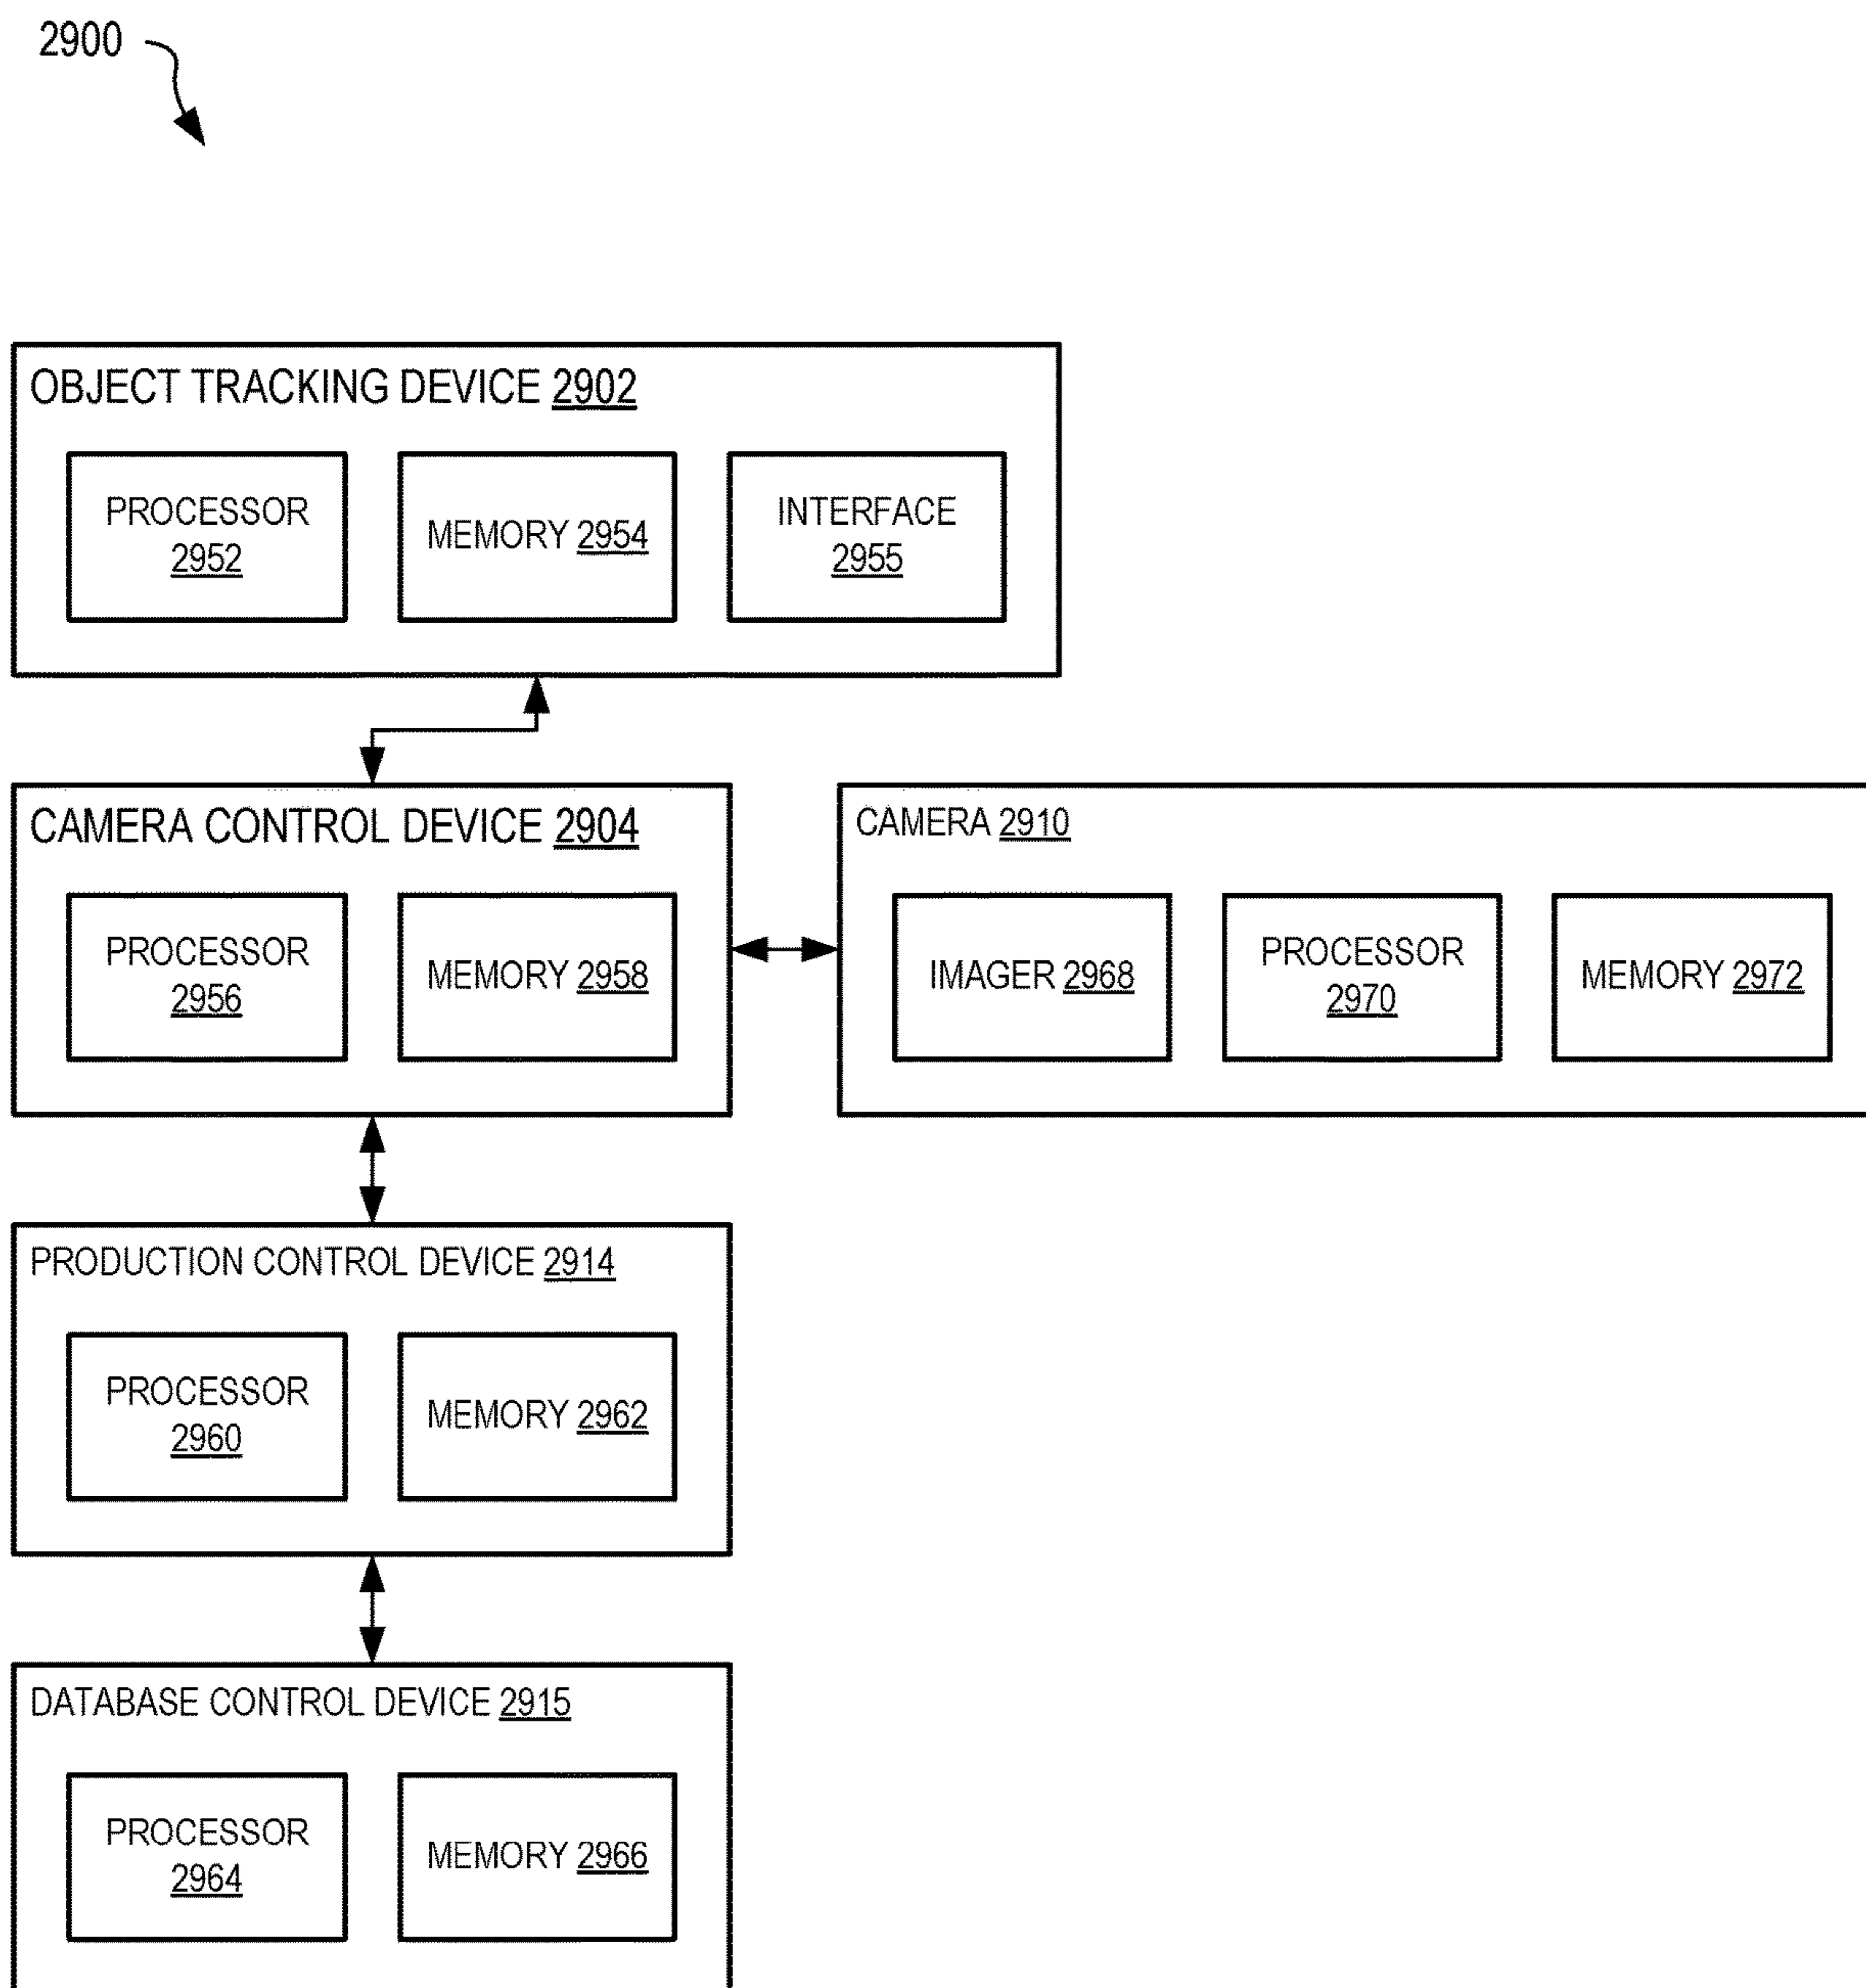 2900
OBJECT TRACKING DEVICE 2902
PROCESSOR
2952
MEMORY 2954
INTERFACE
2955
CAMERA CONTROL DEVICE 2904
PROCESSOR
2956
MEMORY 2958
CAMERA 2910
IMAGER 2968
PROCESSOR
2970
MEMORY 2972
PRODUCTION CONTROL DEVICE 2914
PROCESSOR
2960
MEMORY 2962
DATABASE CONTROL DEVICE 2915
PROCESSOR
2964
MEMORY 2966